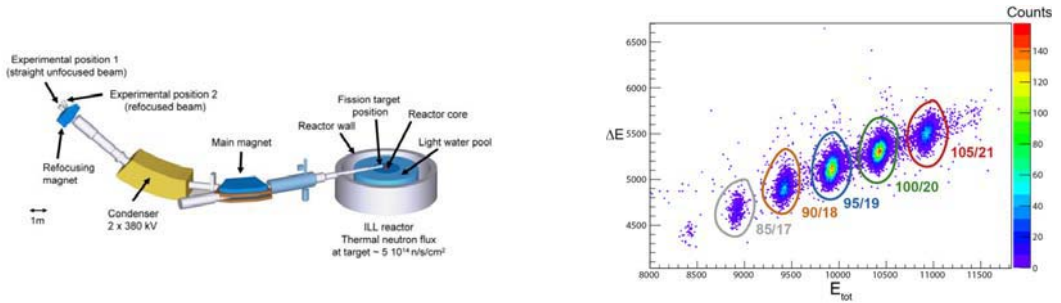 Experimental position 1
(straight unfocused beam)
Experimental position 2
(refocused beam)
Fission target
position
Reactor core
Reactor wall
Light water pool
Main magnet
Refocusing
magnet
Condenser
2 x 380 kV
1m
ILL reactor
Thermal neutron flux
at target ~ 5 10¹⁴ n/s/cm²
Counts
ΔE
6500
6000
5500
5000
4500
140
120
100
80
60
40
20
0
105/21
100/20
95/19
90/18
85/17
8000 8500 9000 9500 10000 10500 11000 11500
E_tot